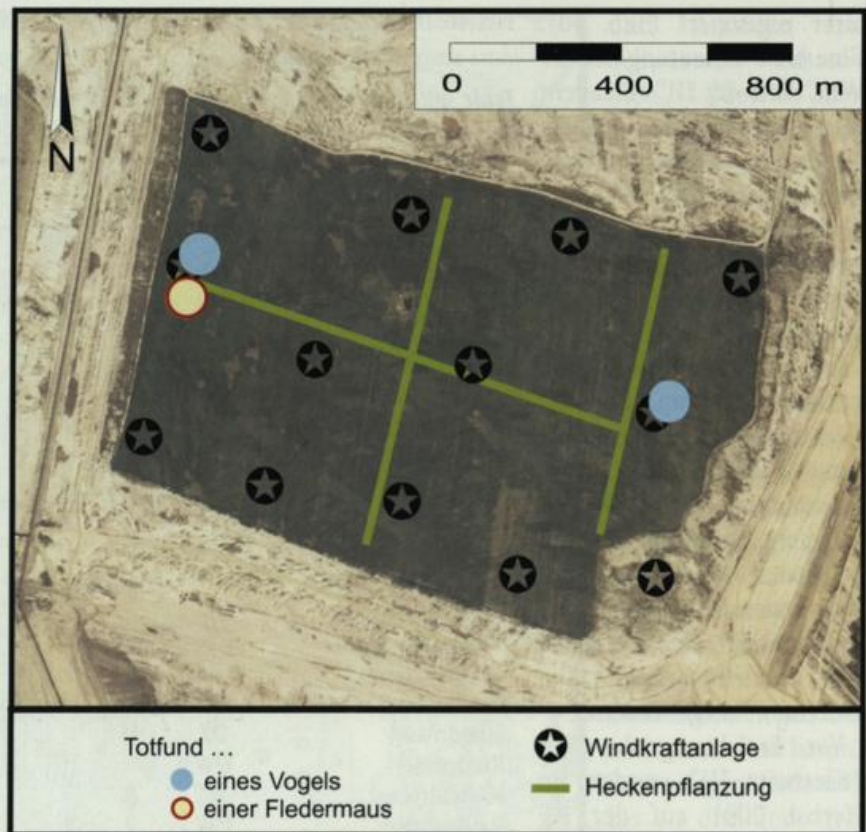 0 400 800 m
N
Totfund ...
eines Vogels
einer Fledermaus
Windkraftanlage
Heckenpflanzung